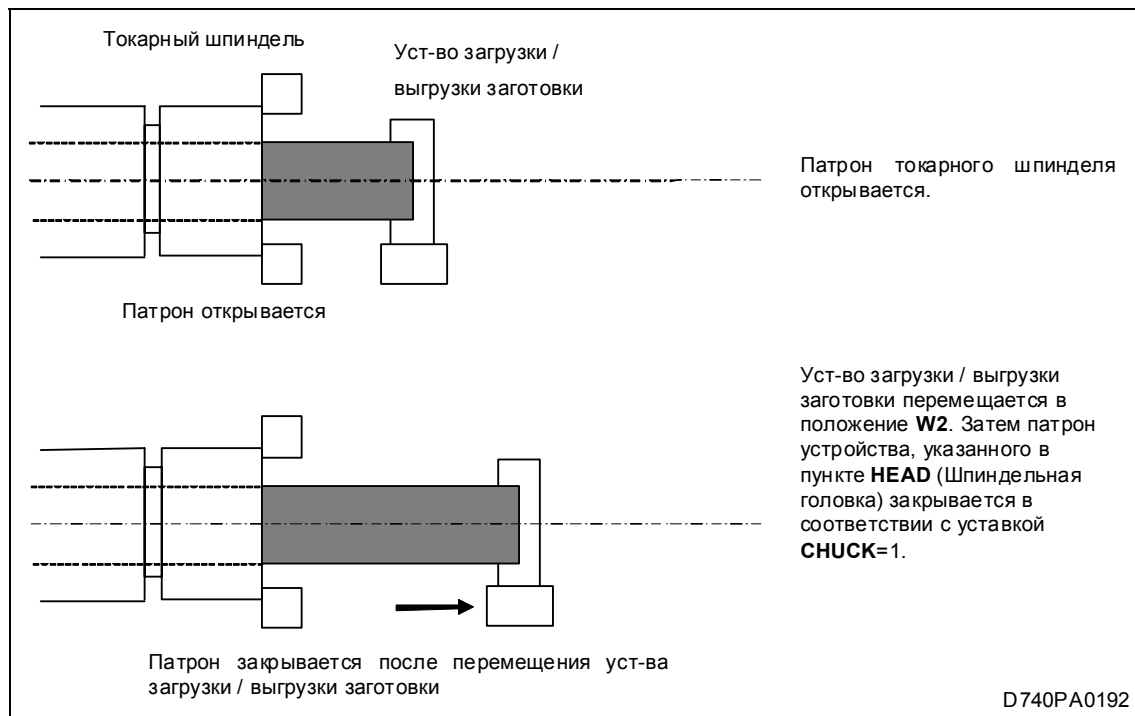 Токарный шпиндель
Уст-во загрузки /
выгрузки заготовки
Патрон токарного шпинделя
открывается.
Патрон открывается
Уст-во загрузки / выгрузки
заготовки перемещается в
положение W2. Затем патрон
устройства, указанного в
пункте HEAD (Шпиндельная
головка) закрывается в
соответствии с уставкой
CHUCK=1.
Патрон закрывается после перемещения уст-ва
загрузки / выгрузки заготовки
D740PA0192